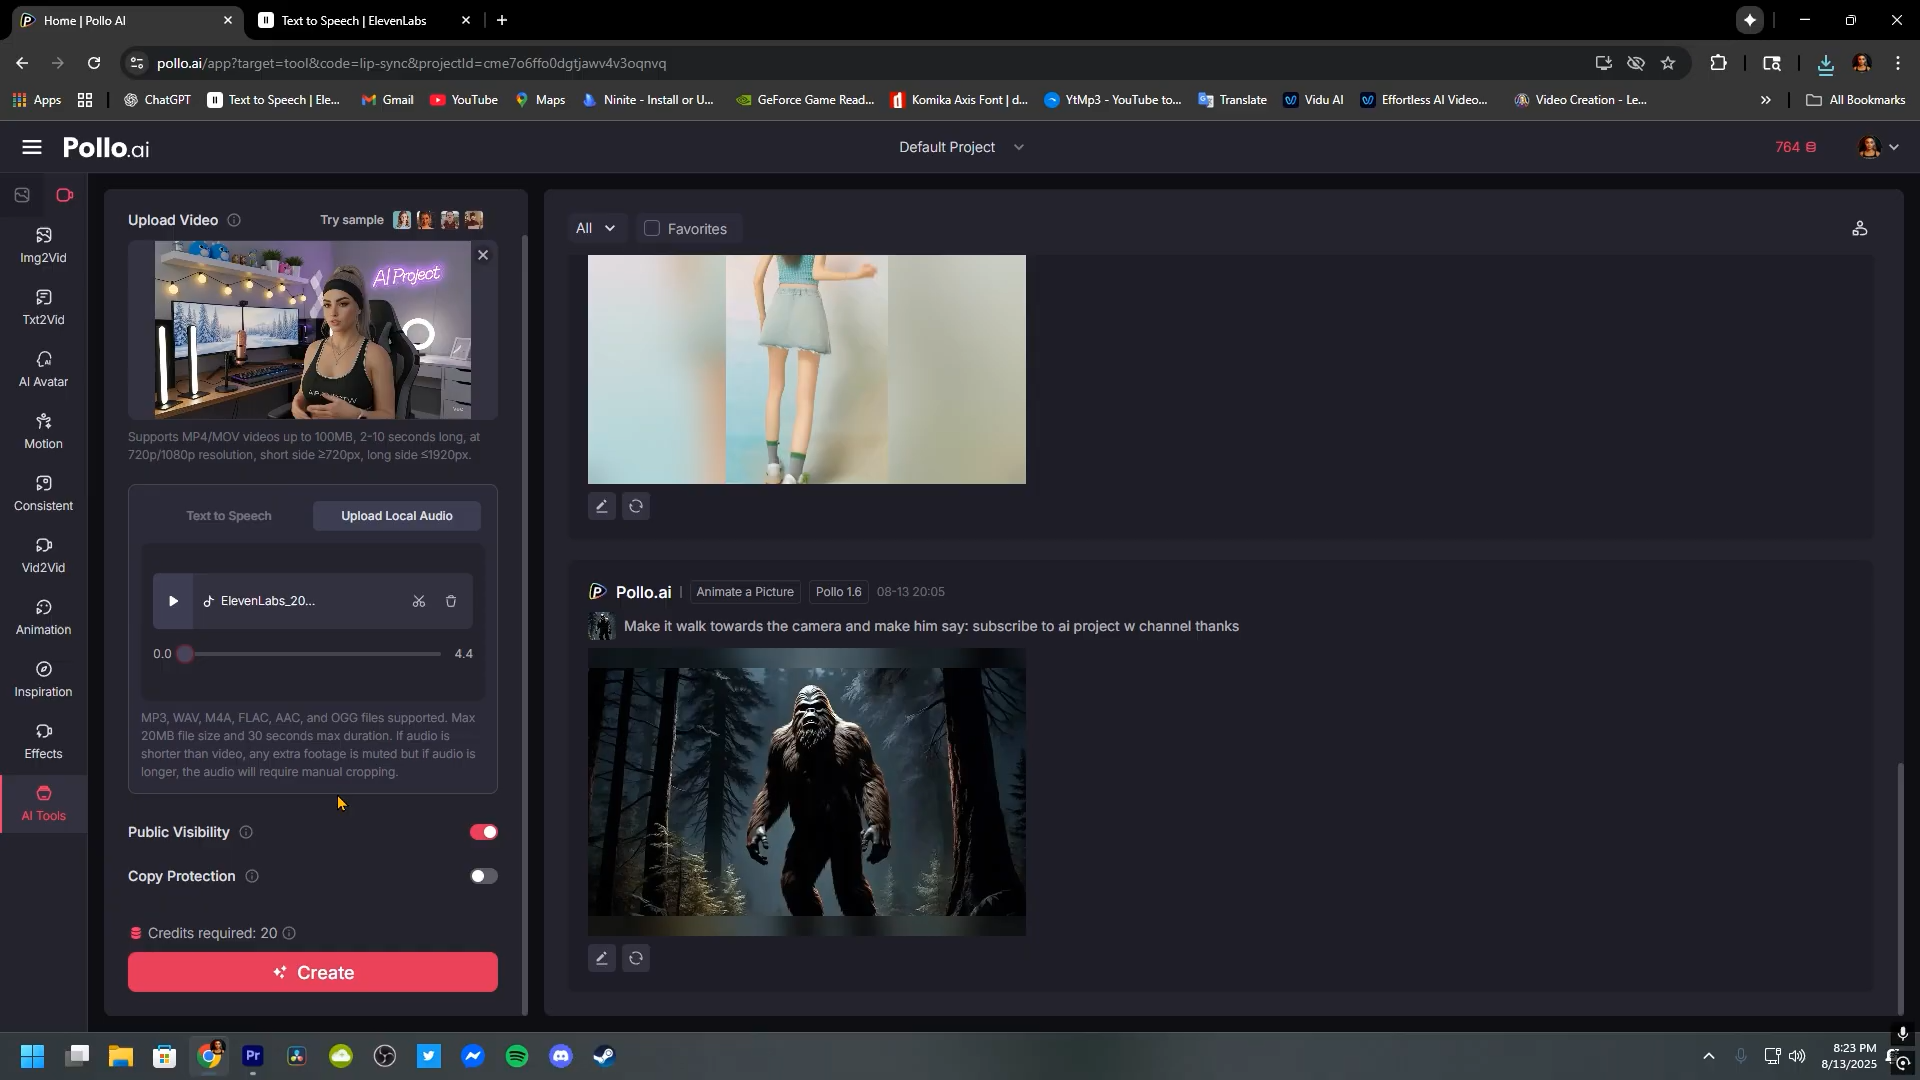 Home | Pollo AI
Text to Speech | ElevenLabs
pollo.ai/app?target=tool&code=lip-sync&projectId=cme7o6ffo0dgtjawv4v3oqnvq
Apps
ChatGPT
Text to Speech | Ele...
Gmail
YouTube
Maps
Ninite - Install or U...
GeForce Game Read...
Komika Axis Font | d...
YtMp3 - YouTube to...
Translate
Vidu AI
Effortless AI Video...
Video Creation - Le...
All Bookmarks
Pollo.ai
Default Project
764
Img2Vid
Txt2Vid
AI Avatar
Motion
Consistent
Vid2Vid
Animation
Inspiration
Effects
AI Tools
Upload Video
Try sample
AI Project
Supports MP4/MOV videos up to 100MB, 2-10 seconds long, at
720p/1080p resolution, short side ≥720px, long side ≤1920px.
Text to Speech
Upload Local Audio
ElevenLabs_20...
0.0
4.4
MP3, WAV, M4A, FLAC, AAC, and OGG files supported. Max
20MB file size and 30 seconds max duration. If audio is
shorter than video, any extra footage is muted but if audio is
longer, the audio will require manual cropping.
Public Visibility
Copy Protection
Credits required: 20
Create
All
Favorites
Pollo.ai
Animate a Picture
Pollo 1.6
08-13 20:05
Make it walk towards the camera and make him say: subscribe to ai project w channel thanks
Pr
8:23 PM
8/13/2025